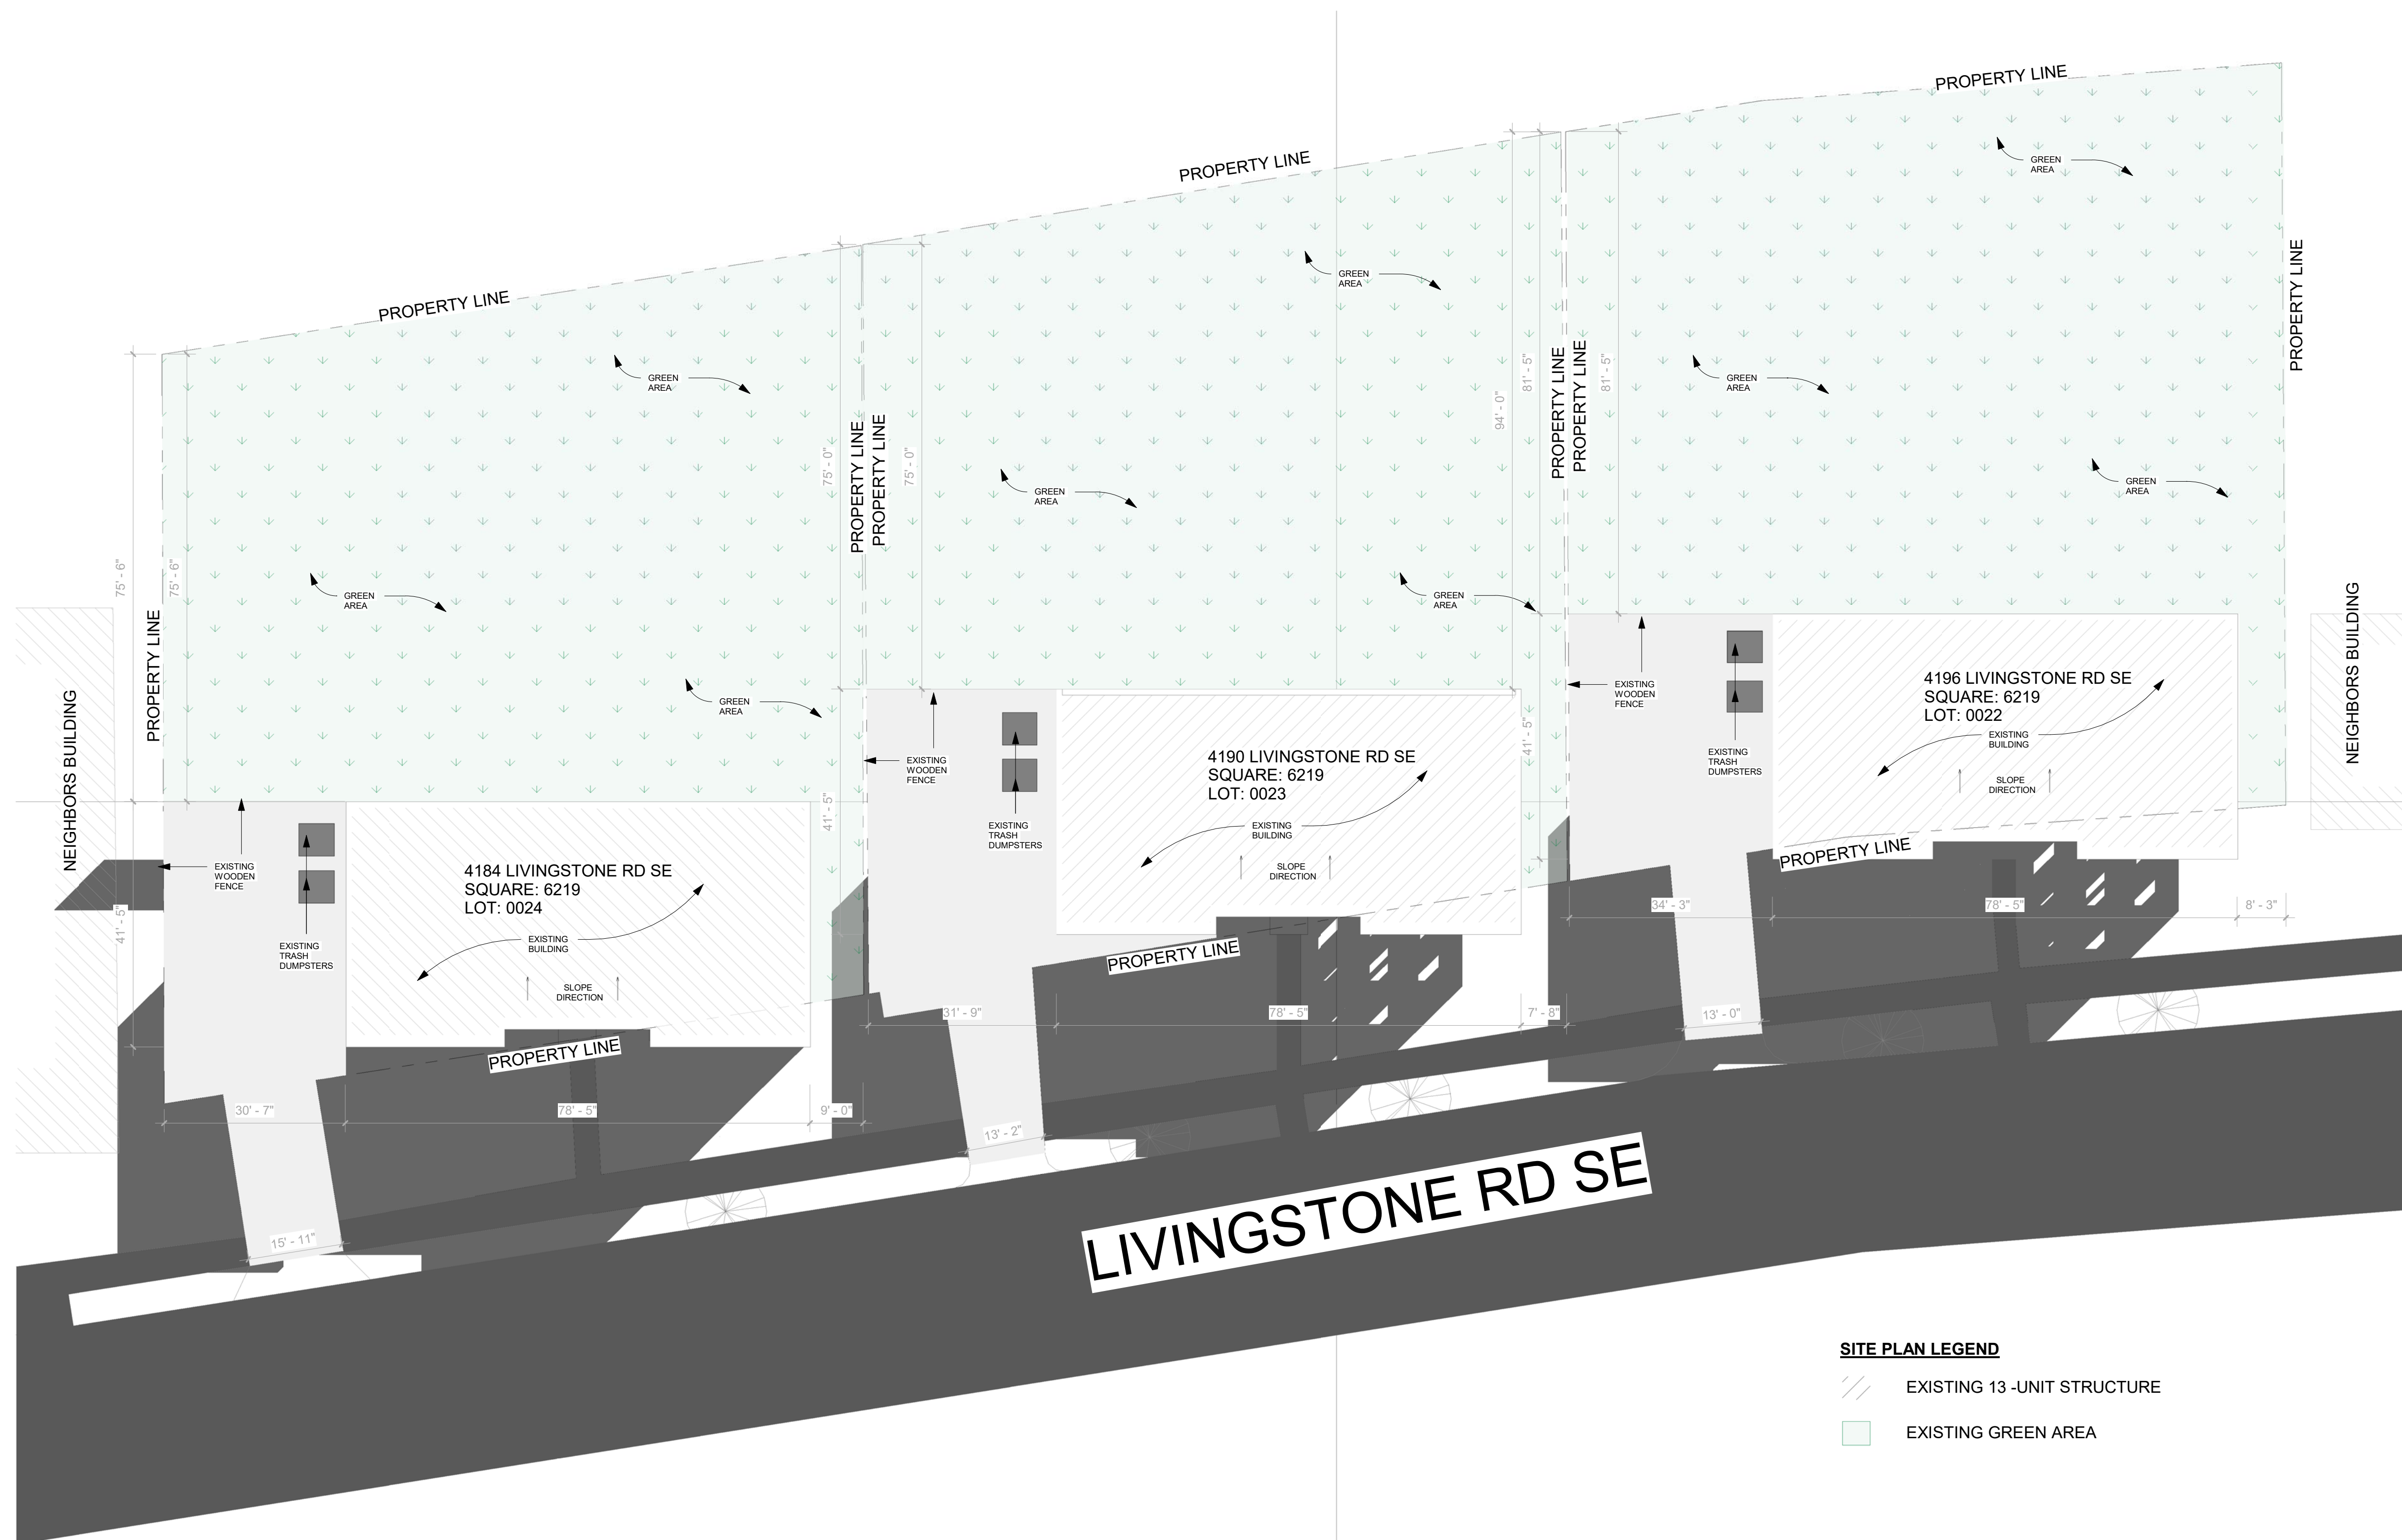 PROPERTY LINE
PROPERTY LINE
PROPERTY LINE
GREEN
AREA
GREEN
AREA
GREEN
AREA
GREEN
AREA
GREEN
AREA
GREEN
AREA
GREEN
AREA
GREEN
AREA
GREEN
AREA
PROPERTY LINE
PROPERTY LINE
PROPERTY LINE
PROPERTY LINE
PROPERTY LINE
PROPERTY LINE
NEIGHBORS BUILDING
NEIGHBORS BUILDING
75' - 6"
75' - 6"
75' - 0"
75' - 0"
94' - 0"
81' - 5"
81' - 5"
41' - 5"
41' - 5"
41' - 5"
EXISTING
WOODEN
FENCE
EXISTING
TRASH
DUMPSTERS
4184 LIVINGSTONE RD SE
SQUARE: 6219
LOT: 0024
EXISTING
BUILDING
SLOPE
DIRECTION
PROPERTY LINE
30' - 7"
78' - 5"
9' - 0"
15' - 11"
EXISTING
WOODEN
FENCE
EXISTING
TRASH
DUMPSTERS
4190 LIVINGSTONE RD SE
SQUARE: 6219
LOT: 0023
EXISTING
BUILDING
SLOPE
DIRECTION
PROPERTY LINE
31' - 9"
78' - 5"
7' - 8"
13' - 2"
EXISTING
WOODEN
FENCE
EXISTING
TRASH
DUMPSTERS
4196 LIVINGSTONE RD SE
SQUARE: 6219
LOT: 0022
EXISTING
BUILDING
SLOPE
DIRECTION
PROPERTY LINE
34' - 3"
78' - 5"
8' - 3"
13' - 0"
LIVINGSTONE RD SE
SITE PLAN LEGEND
EXISTING 13 -UNIT STRUCTURE
EXISTING GREEN AREA